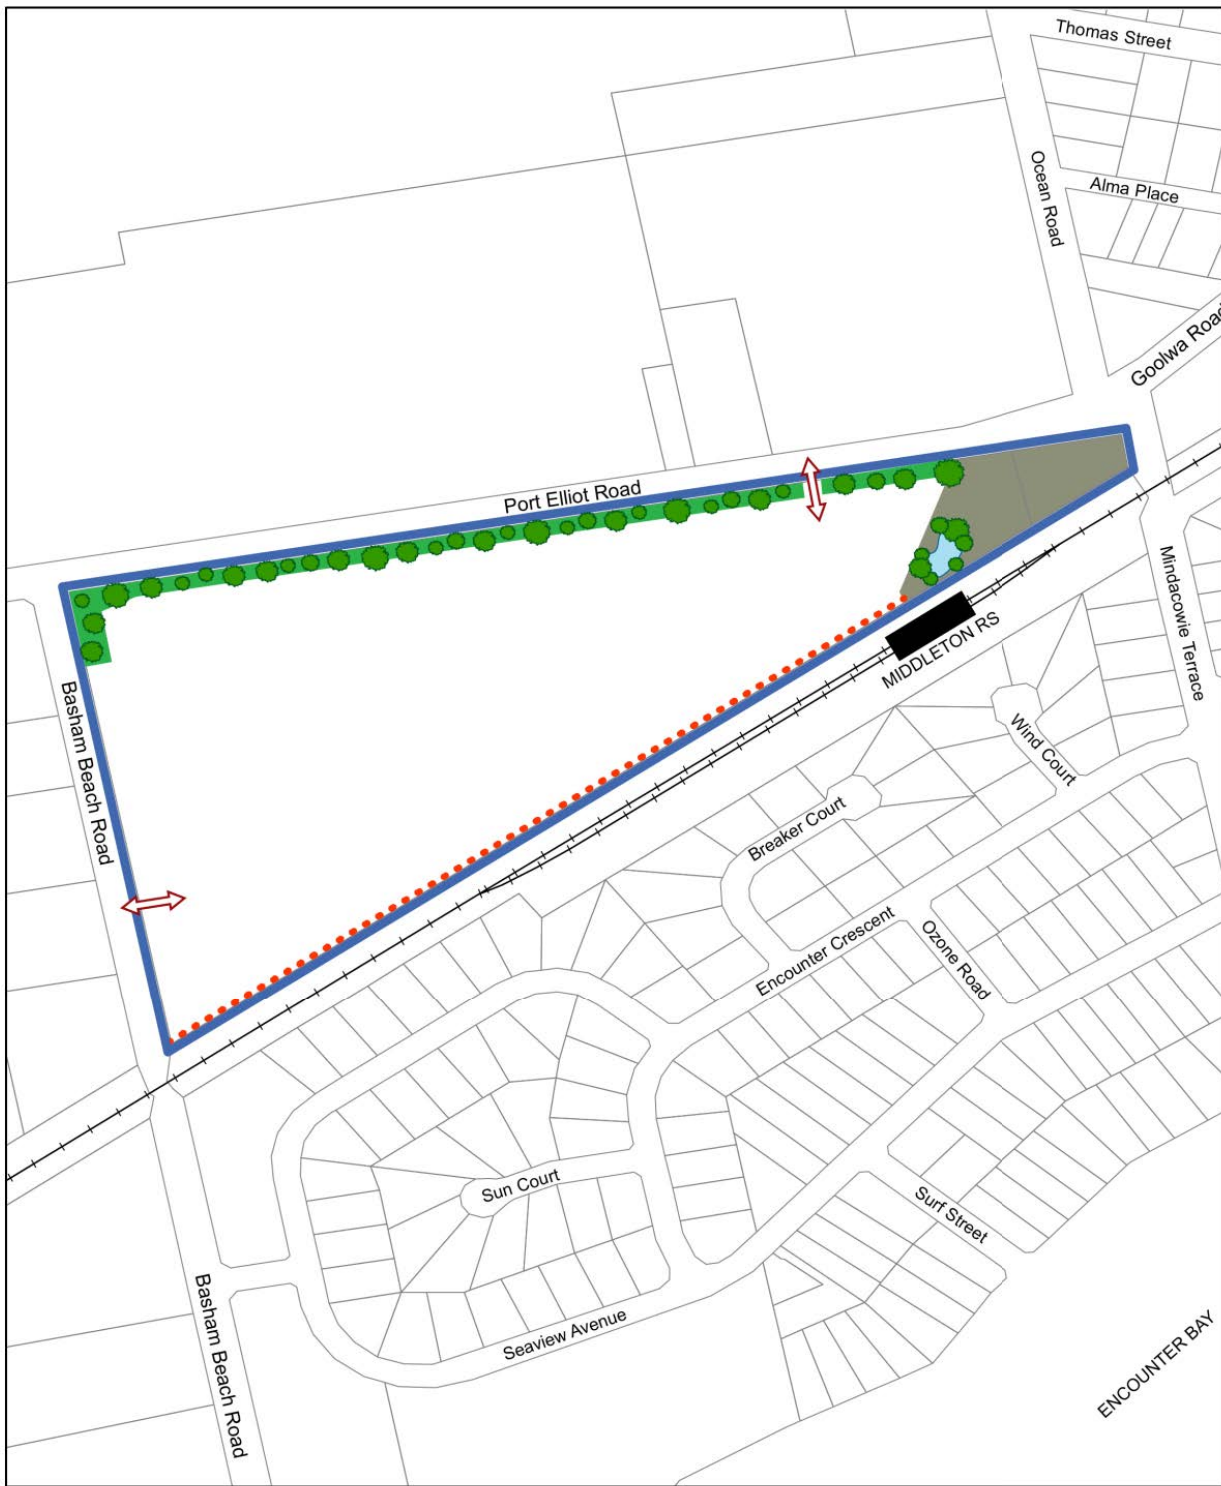 Thomas Street
Ocean Road
Alma Place
Goolwa Road
Port Elliot Road
Mindacowie Terrace
MIDDLETON RS
Basham Beach Road
Wind Court
Breaker Court
Encounter Crescent
Ozone Road
Sun Court
Surf Street
Seaview Avenue
Basham Beach Road
ENCOUNTER BAY